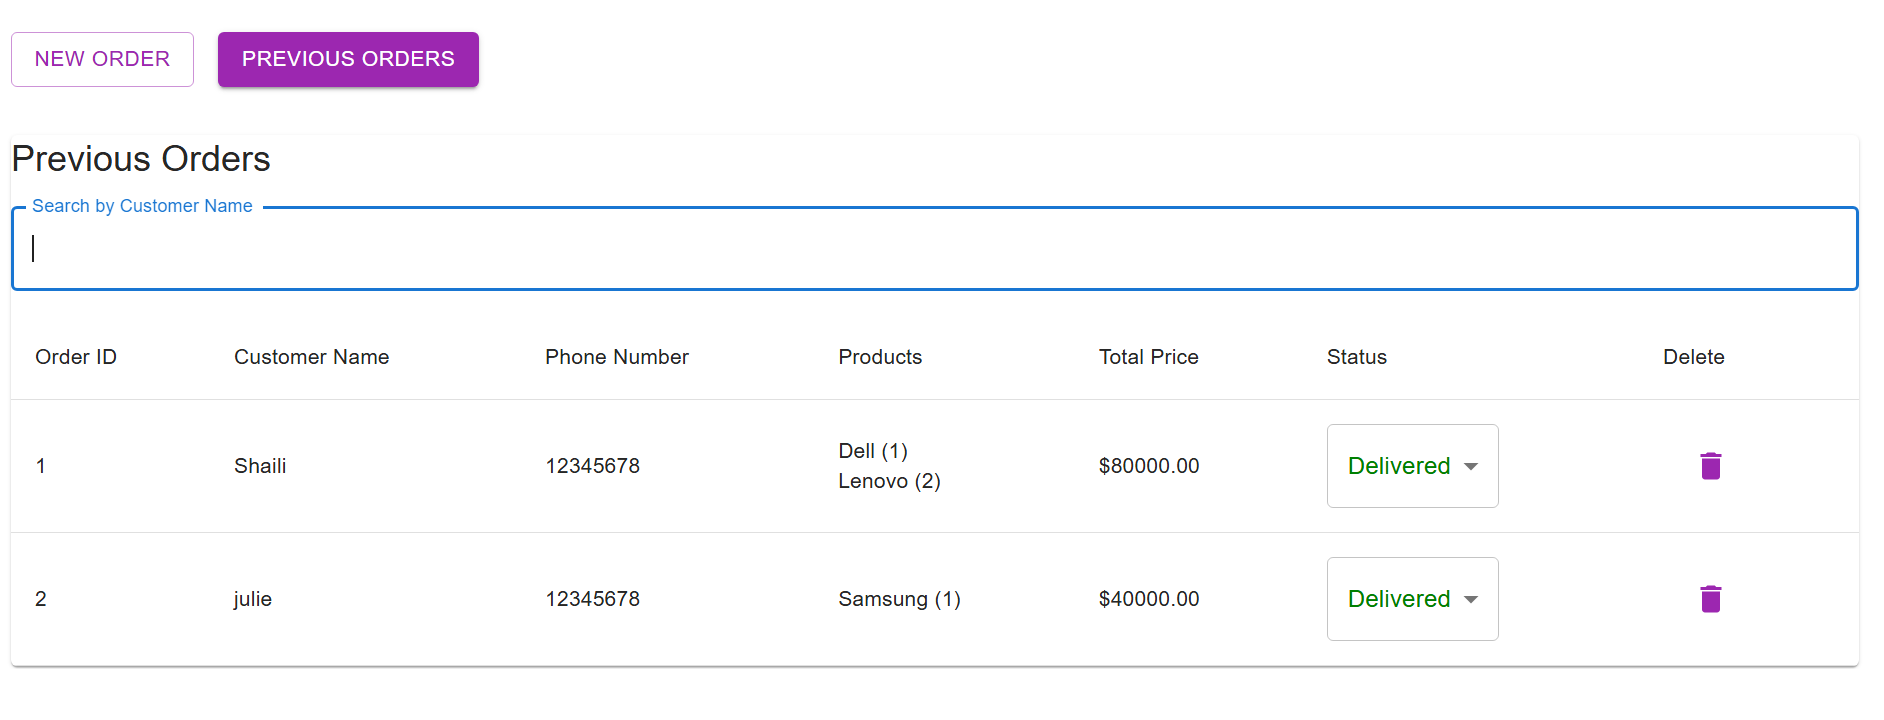 NEW ORDER PREVIOUS ORDERS
Previous Orders
Search by Customer Name
Order ID Customer Name Phone Number Products Total Price Status Delete
1 Shaili 12345678 Dell (1) $80000.00 Delivered
Lenovo (2)
2 julie 12345678 Samsung (1) $40000.00 Delivered